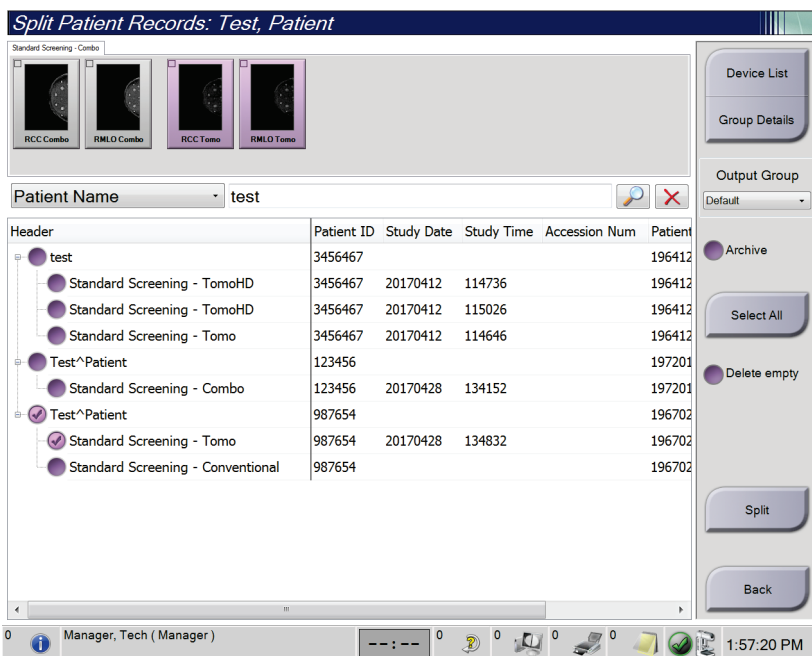 Split Patient Records: Test, Patient
Standard Screening - Combo
RCC Combo RMLO Combo RCC Tomo RMLO Tomo
Device List
Group Details
Output Group
Default
Patient Name test
Header Patient ID Study Date Study Time Accession Num Patient
test 3456467 196412
Standard Screening - TomoHD 3456467 20170412 114736 196412
Standard Screening - TomoHD 3456467 20170412 115026 196412
Standard Screening - Tomo 3456467 20170412 114646 196412
Test^Patient 123456 197201
Standard Screening - Combo 123456 20170428 134152 197201
Test^Patient 987654 196702
Standard Screening - Tomo 987654 20170428 134832 196702
Standard Screening - Conventional 987654 196702
Archive
Select All
Delete empty
Split
Back
0 Manager, Tech ( Manager ) --:-- 0 0 0 0 1:57:20 PM